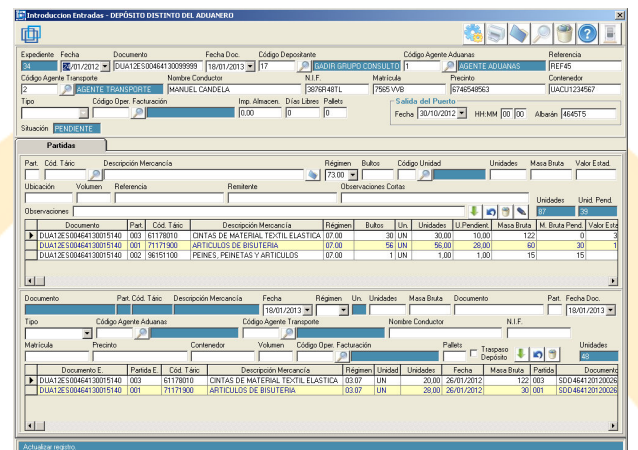 Introduccion Entradas - DEPÓSITO DISTINTO DEL ADUANERO
Expediente Fecha Documento Fecha Doc. Código Depositante Código Agente Aduanas Referencia
34 26/01/2012 DUA12ES00464130099999 18/01/2013 17 GADIR GRUPO CONSULTO 1 AGENTE ADUANAS REF45
Código Agente Transporte Nombre Conductor N.I.F. Matrícula Precinto Contenedor
2 AGENTE TRANSPORTE MANUEL CANDELA 3876R48TL 7565 VVB 6746548563 UACU1234567
Tipo Código Oper. Facturación Imp. Almacen. Días Libres Pallets Salida del Puerto
0.00 0 0 Fecha 30/10/2012 HH:MM 00 00 Albarán 4645T5
Situación PENDIENTE
Partidas
Part. Cód. Táric Descripción Mercancía Régimen Bultos Código Unidad Unidades Masa Bruta Valor Estad.
73.00
Ubicación Volumen Referencia Remitente Observaciones Cortas
Unidades Unid. Pend.
Observaciones 87 39
Documento Part. Cód. Táric Descripción Mercancía Régimen Bultos Un. Unidades U.Pendient. Masa Bruta M. Bruta Pend. Valor Esta
DUA12ES00464130015140 003 61178010 CINTAS DE MATERIAL TEXTIL ELASTICA 07.00 30 UN 30,00 10,00 122 0 3
DUA12ES00464130015140 001 71171900 ARTICULOS DE BISUTERIA 07.00 56 UN 56,00 28,00 60 30 1
DUA12ES00464130015140 002 96151100 PEINES, PEINETAS Y ARTICULOS 07.00 1 UN 1,00 1,00 15 15
Documento Part. Cód. Táric Descripción Mercancía Fecha Régimen Un. Unidades Masa Bruta Documento Part. Fecha Doc.
18/01/2013 18/01/2013
Tipo Código Agente Aduanas Código Agente Transporte Nombre Conductor N.I.F.
Matrícula Precinto Contenedor Volumen Código Oper. Facturación Pallets Traspaso Depósito Unidades
48
Documento E. Partida E. Cód. Táric Descripción Mercancía Régimen Unidad Unidades Fecha Masa Bruta Partida Documento
DUA12ES00464130015140 003 61178010 CINTAS DE MATERIAL TEXTIL ELASTICA 03.07 UN 20,00 26/01/2012 122 003 SDD464120120026
DUA12ES00464130015140 001 71171900 ARTICULOS DE BISUTERIA 03.07 UN 28,00 26/01/2012 30 001 SDD464120120026
Actualizar registro.